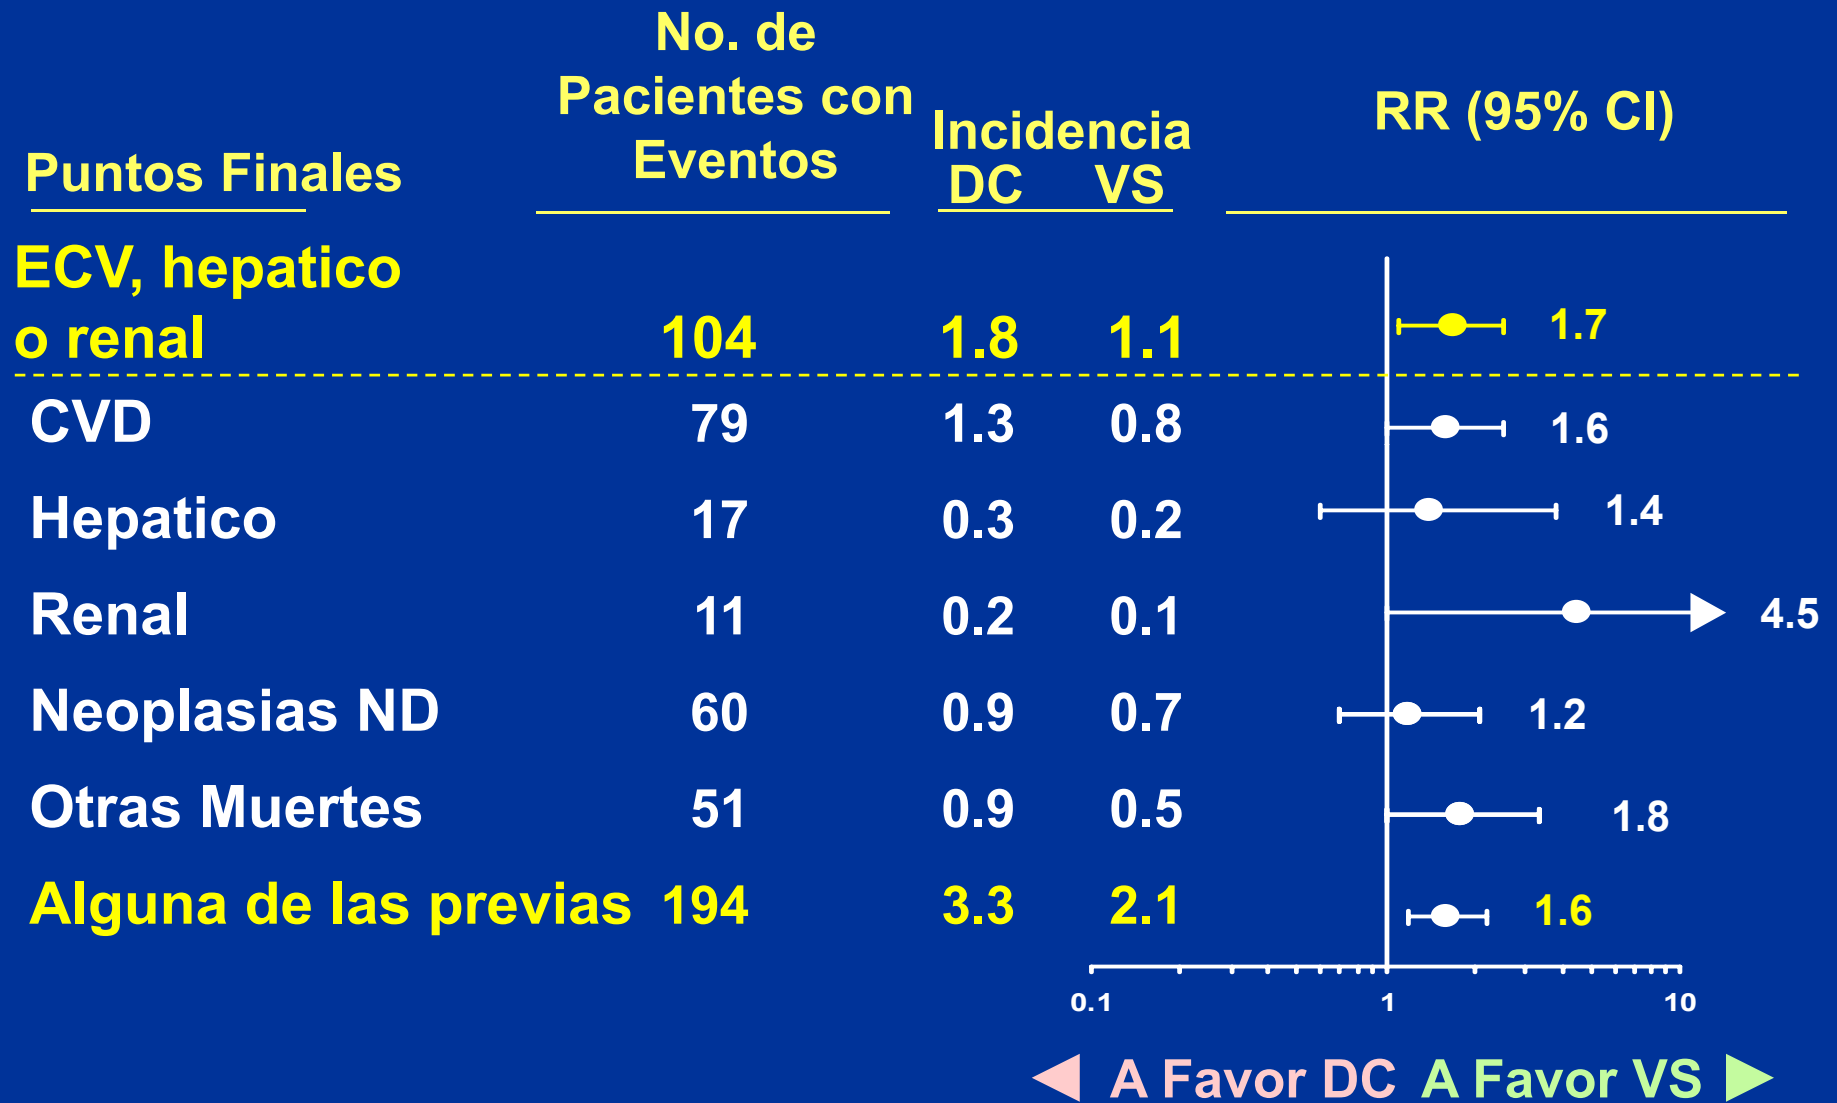 No. de
Pacientes con
Eventos
Incidencia
DC VS
RR (95% CI)
Puntos Finales
ECV, hepatico
o renal 104 1.8 1.1 1.7
CVD 79 1.3 0.8 1.6
Hepatico 17 0.3 0.2 1.4
Renal 11 0.2 0.1 4.5
Neoplasias ND 60 0.9 0.7 1.2
Otras Muertes 51 0.9 0.5 1.8
Alguna de las previas 194 3.3 2.1 1.6
0.1 1 10
A Favor DC A Favor VS